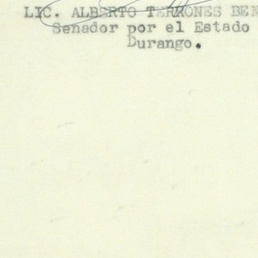 LIC. ALBERTO TERRONES BEN
Senador por el Estado
Durango.